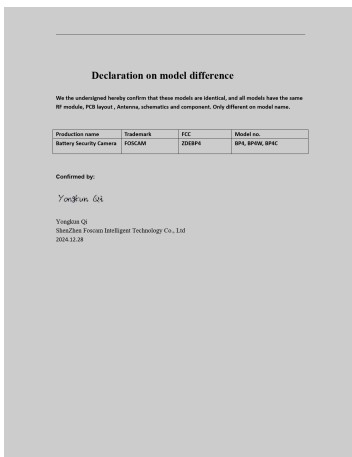 Declaration on model difference
We the undersigned hereby confirm that these models are identical, and all models have the same
RF module, PCB layout , Antenna, schematics and component. Only different on model name.
Production name Trademark FCC Model no.
Battery Security Camera FOSCAM ZDEBP4 BP4, BP4W, BP4C
Confirmed by:
Yongkun Qi
Yongkun Qi
ShenZhen Foscam Intelligent Technology Co., Ltd
2024.12.28